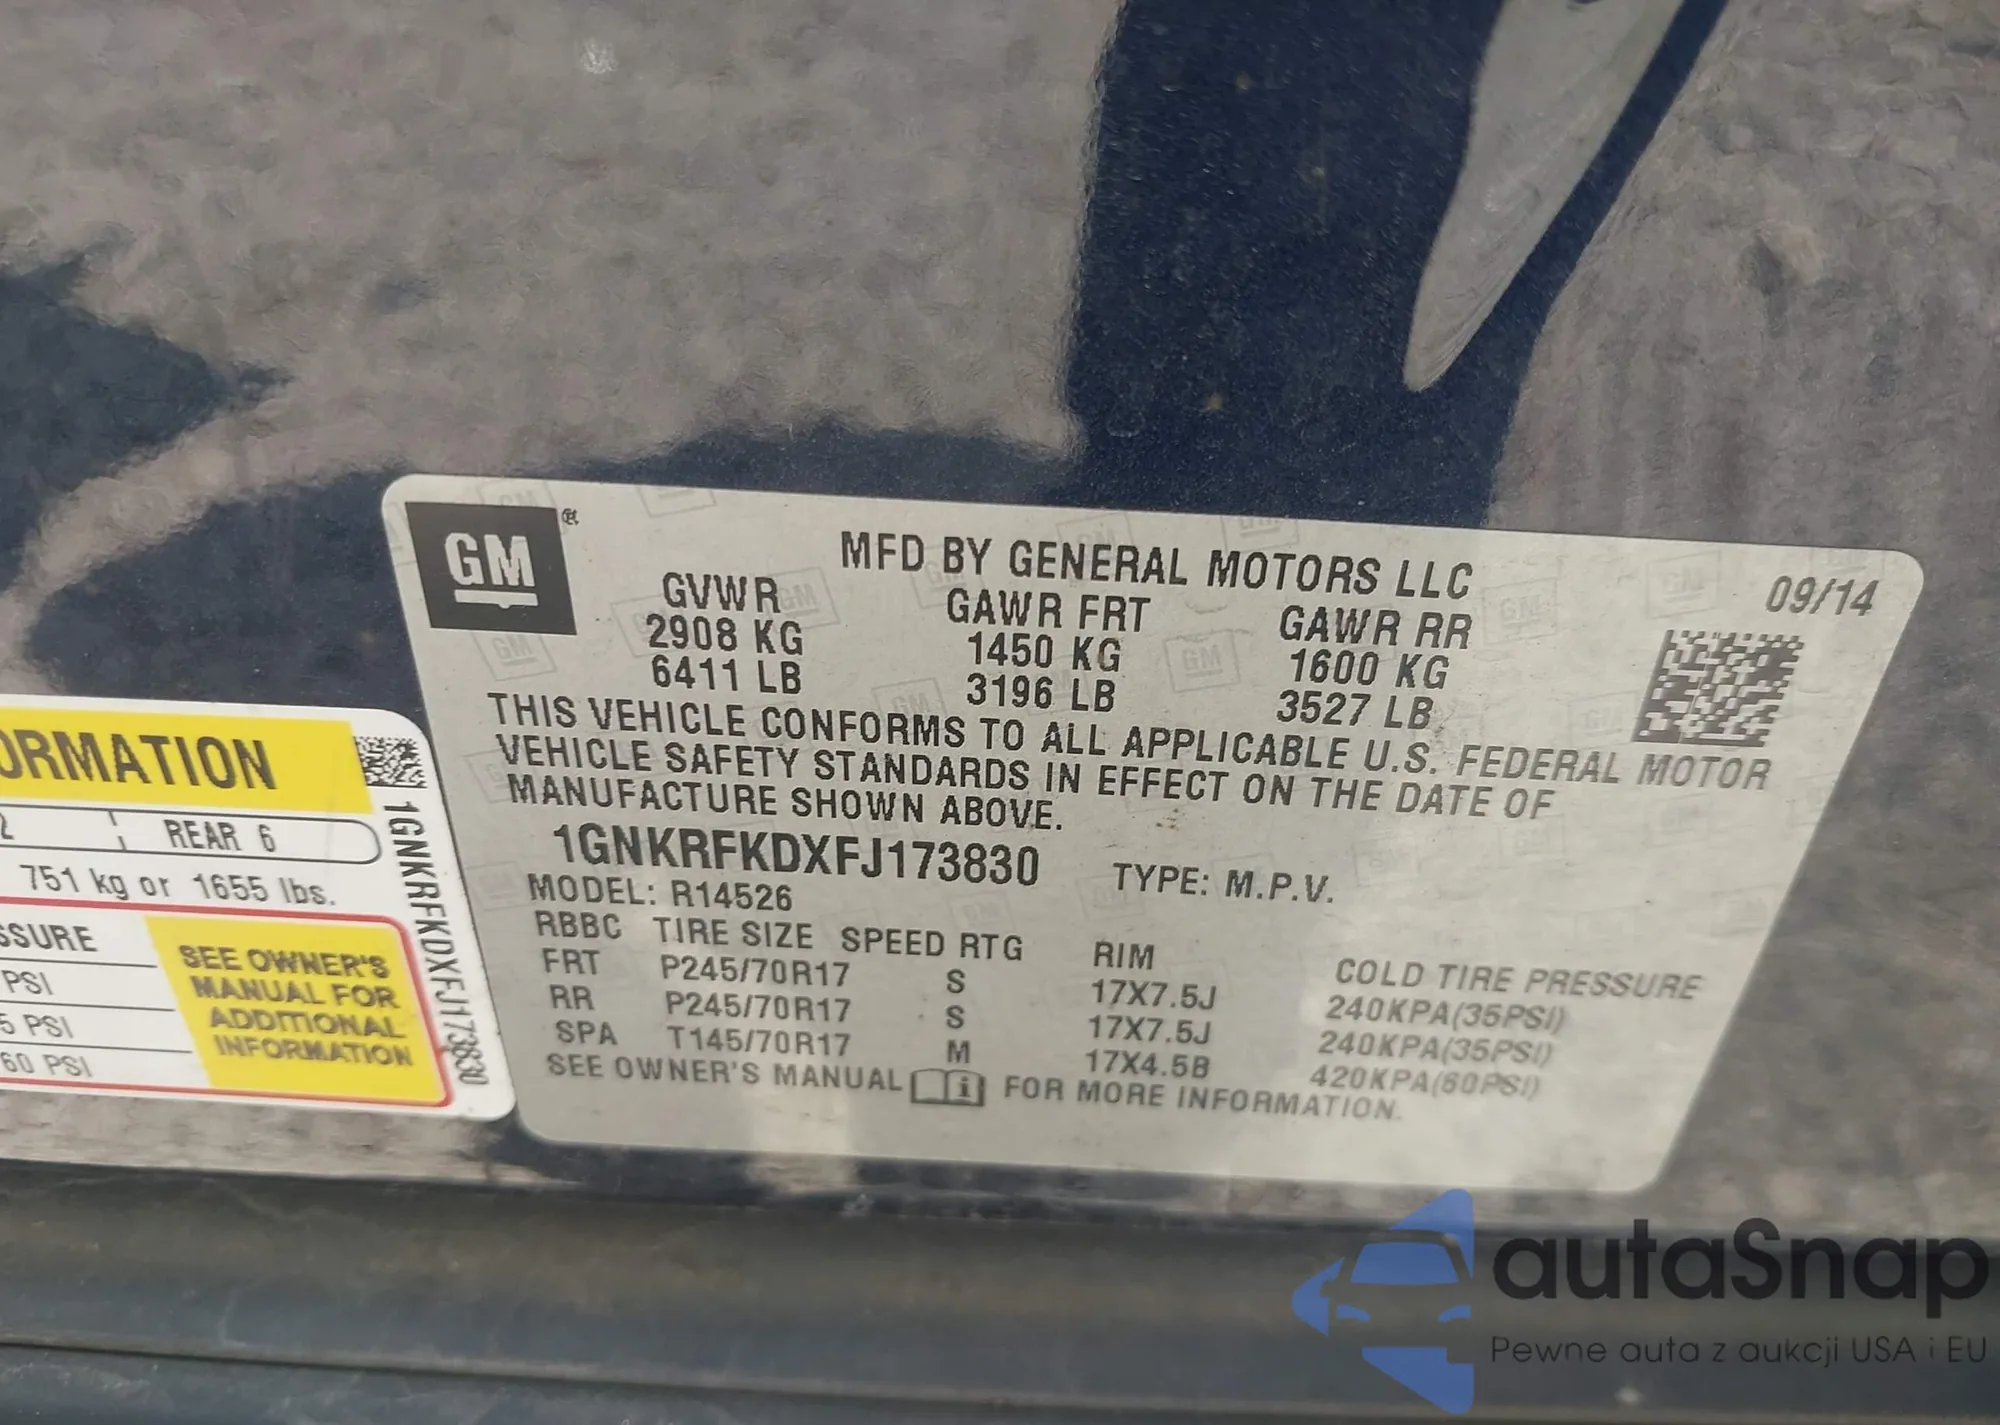 GM
®
MFD BY GENERAL MOTORS LLC
09/14
GVWR GAWR FRT GAWR RR
2908 KG 1450 KG 1600 KG
6411 LB 3196 LB 3527 LB
THIS VEHICLE CONFORMS TO ALL APPLICABLE U.S. FEDERAL MOTOR
VEHICLE SAFETY STANDARDS IN EFFECT ON THE DATE OF
MANUFACTURE SHOWN ABOVE.
1GNKRFKDXFJ173830 TYPE: M.P.V.
MODEL: R14526
RBBC TIRE SIZE SPEED RTG RIM COLD TIRE PRESSURE
FRT P245/70R17 S 17X7.5J 240KPA(35PSI)
RR P245/70R17 S 17X7.5J 240KPA(35PSI)
SPA T145/70R17 M 17X4.5B 420KPA(60PSI)
SEE OWNER'S MANUAL i FOR MORE INFORMATION.
ORMATION
2 REAR 6
751 kg or 1655 lbs.
SSURE
PSI
5 PSI
60 PSI
SEE OWNER'S
MANUAL FOR
ADDITIONAL
INFORMATION
1GNKRFKDXFJ173830
autaSnap
Pewne auta z aukcji USA i EU